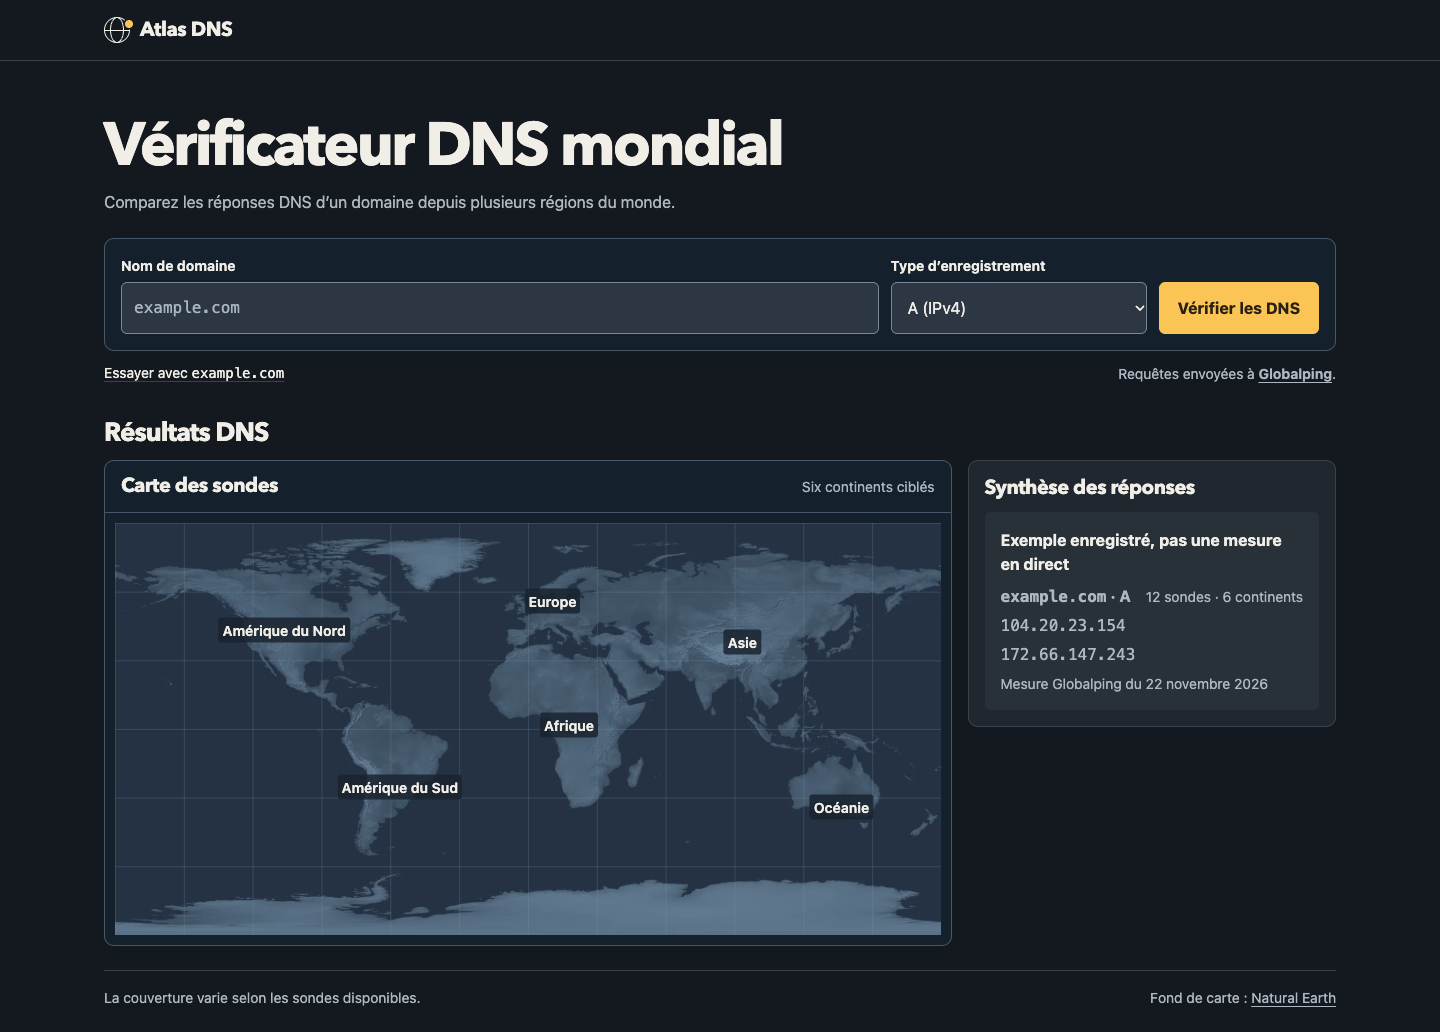 Atlas DNS
Vérificateur DNS mondial
Comparez les réponses DNS d’un domaine depuis plusieurs régions du monde.
Nom de domaine
Type d’enregistrement
example.com
A (IPv4)
Vérifier les DNS
Essayer avec example.com
Requêtes envoyées à Globalping.
Résultats DNS
Carte des sondes
Six continents ciblés
Europe
Amérique du Nord
Asie
Afrique
Amérique du Sud
Océanie
Synthèse des réponses
Exemple enregistré, pas une mesure
en direct
example.com · A 12 sondes · 6 continents
104.20.23.154
172.66.147.243
Mesure Globalping du 22 novembre 2026
La couverture varie selon les sondes disponibles.
Fond de carte : Natural Earth